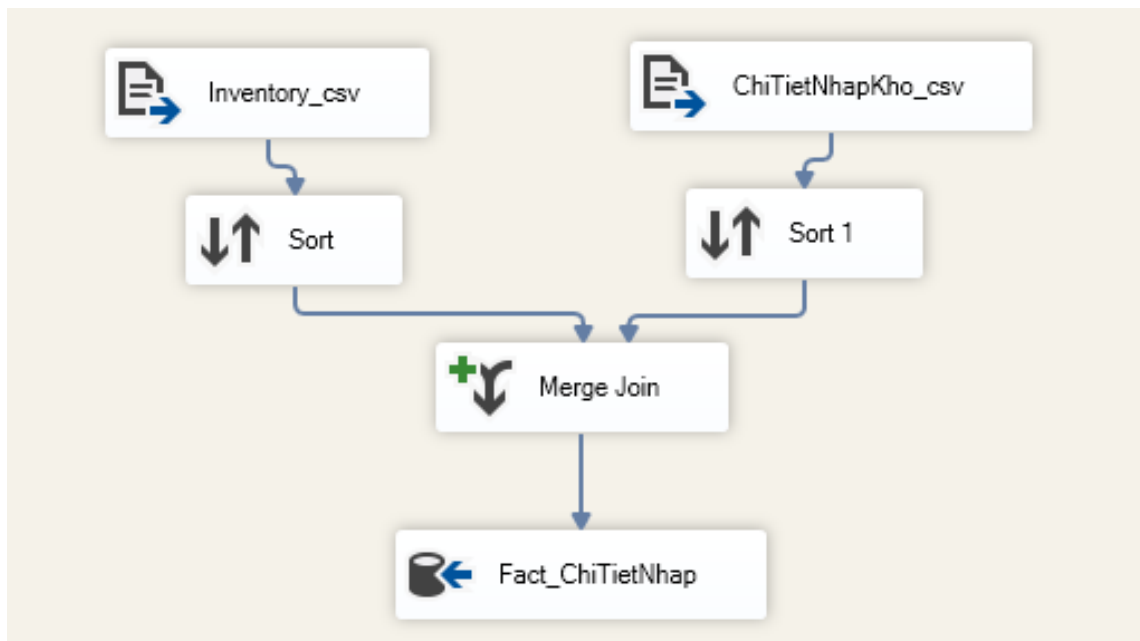 Inventory_csv
ChiTietNhapKho_csv
Sort
Sort 1
Merge Join
Fact_ChiTietNhap